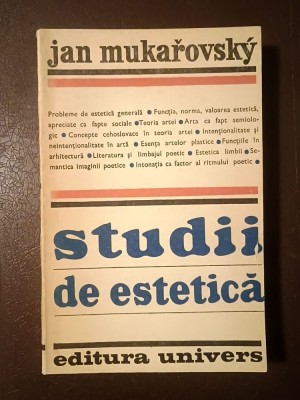 jan mukařovský
Probleme de estetică generală ● Funcția, norma, valoarea estetică,
apreciate ca fapte sociale ● Teoria artei ● Arta ca fapt semiolo-
gic ● Concepte cehoslovace în teoria artei ● Intenționalitate și
neintenționalitate în artă ● Esența artelor plastice ● Funcțiile în
arhitectură ● Literatura și limbajul poetic ● Estetica limbii ● Se-
mantica imaginii poetice ● Intonația ca factor al ritmului poetic ●
studii
de estetică
editura univers